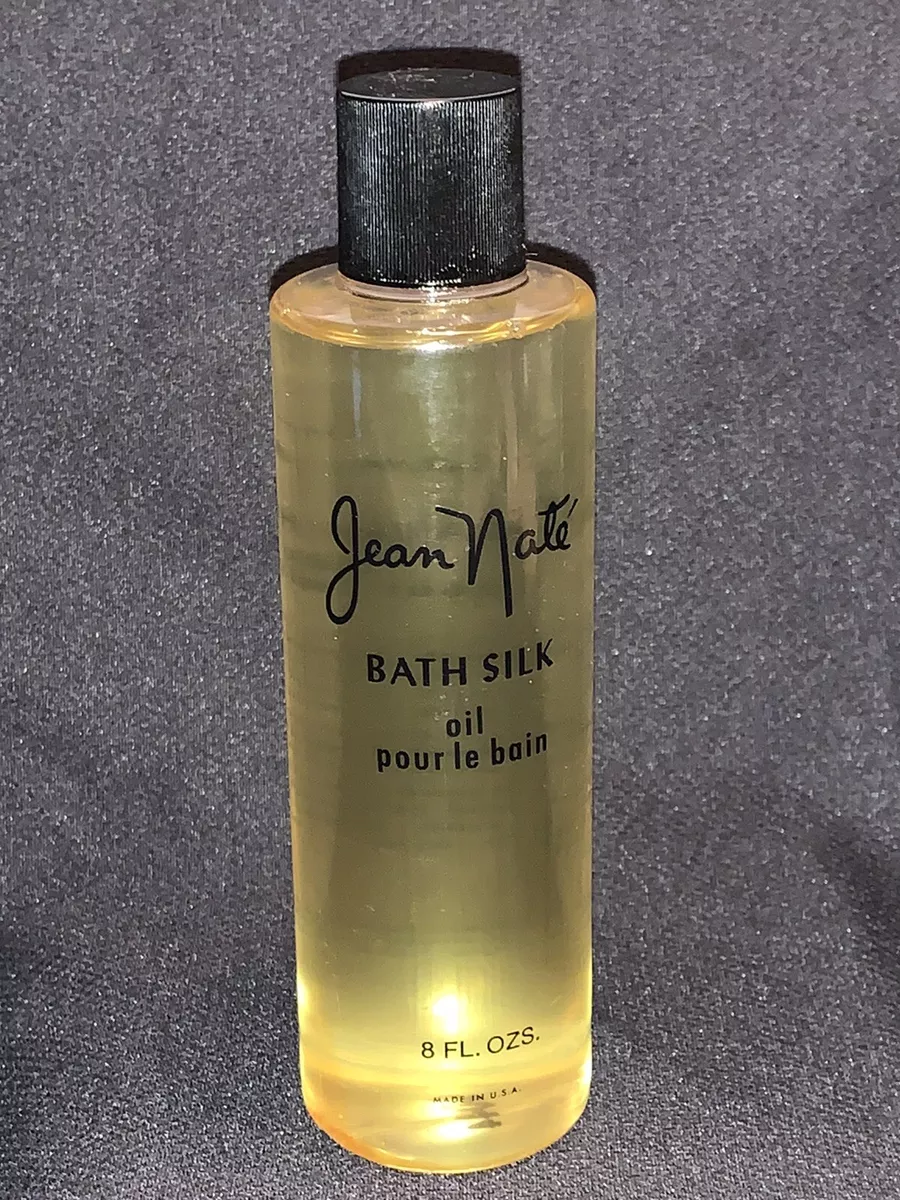 Jean Naté
BATH SILK
oil
pour le bain
8 FL. OZS.
MADE IN U.S.A.